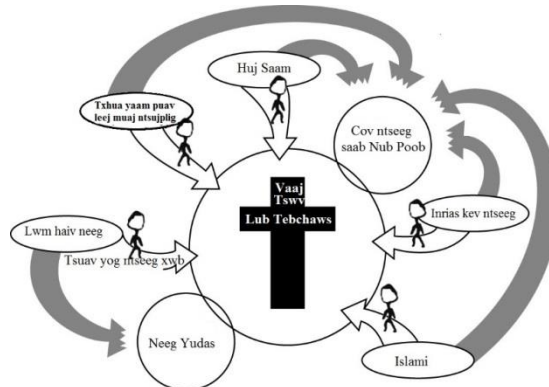 Huj Saam
Txhua yaam puav
leej muaj ntsujplig
Cov ntseeg
saab Nub Poob
Vaaj
Tswv
Lub Tebchaws
Inrias kev ntseeg
Lwm haiv neeg
Tsuav yog ntseeg xwb
Neeg Yudas
Islami